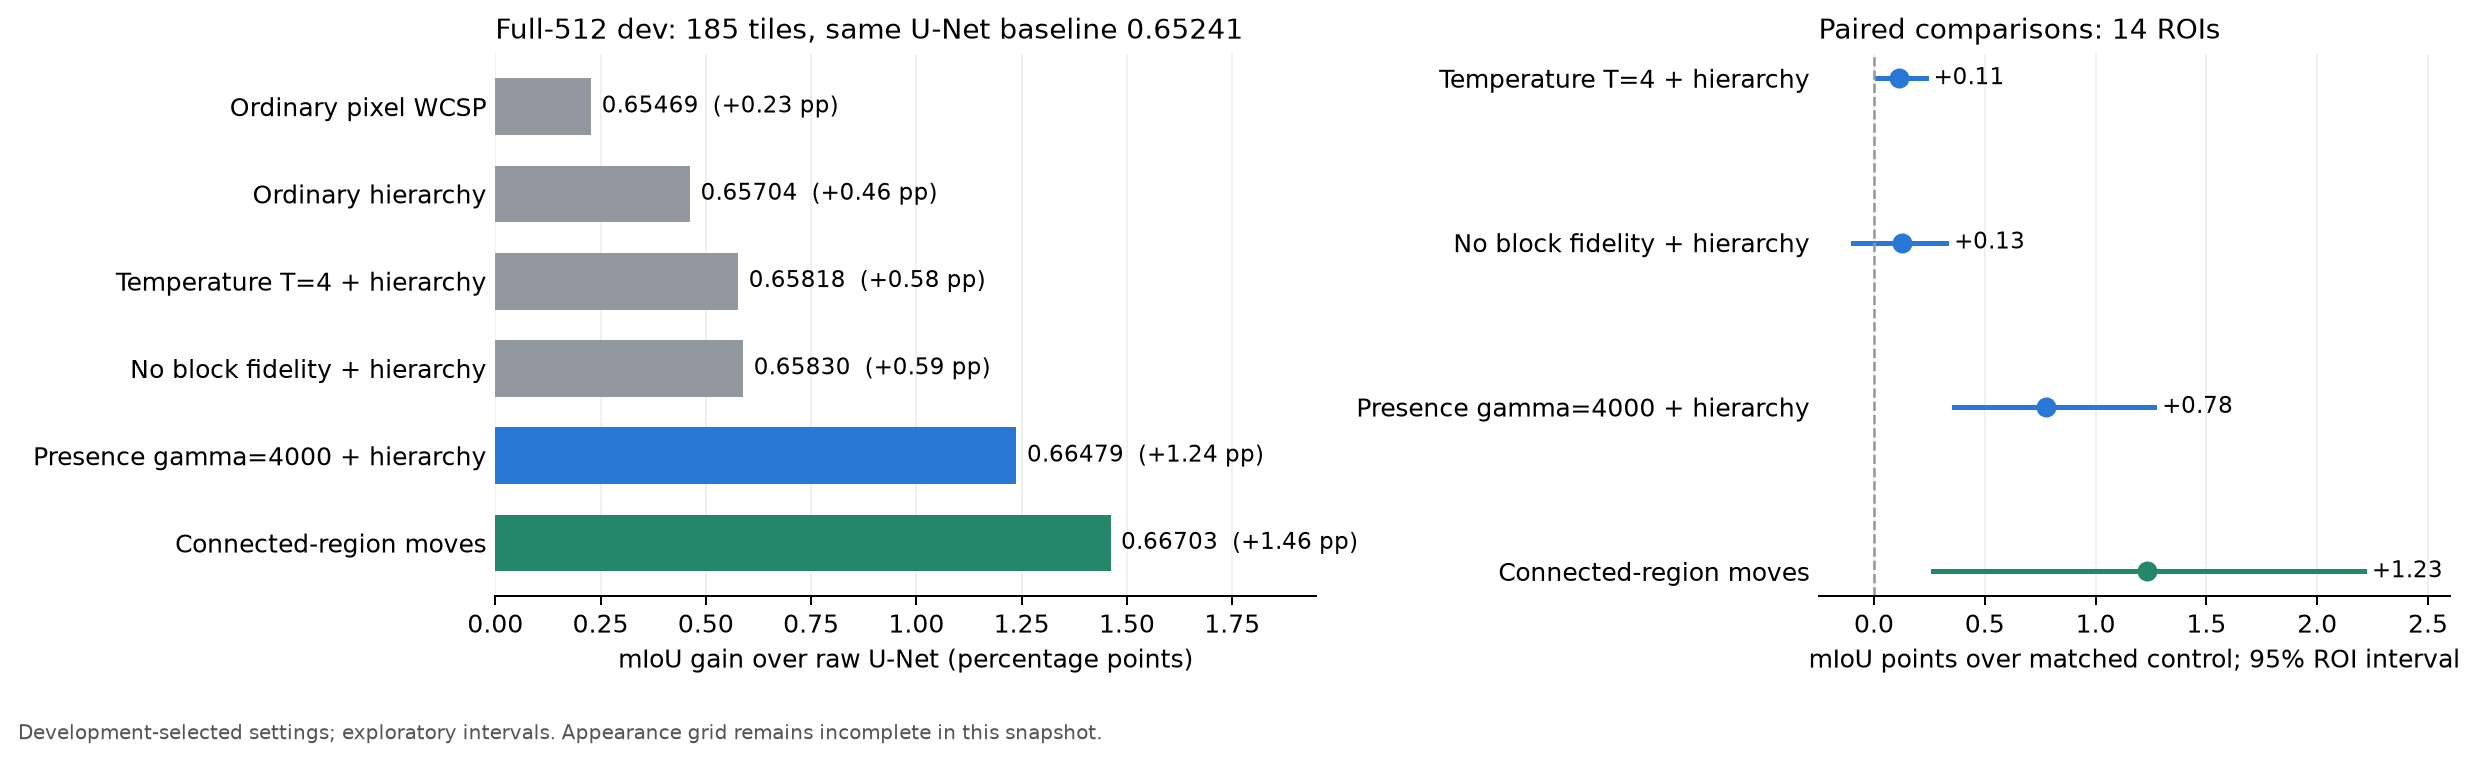 Full-512 dev: 185 tiles, same U-Net baseline 0.65241
Ordinary pixel WCSP
0.65469 (+0.23 pp)
Ordinary hierarchy
0.65704 (+0.46 pp)
Temperature T=4 + hierarchy
0.65818 (+0.58 pp)
No block fidelity + hierarchy
0.65830 (+0.59 pp)
Presence gamma=4000 + hierarchy
0.66479 (+1.24 pp)
Connected-region moves
0.66703 (+1.46 pp)
0.00 0.25 0.50 0.75 1.00 1.25 1.50 1.75
mIoU gain over raw U-Net (percentage points)
Paired comparisons: 14 ROIs
Temperature T=4 + hierarchy
+0.11
No block fidelity + hierarchy
+0.13
Presence gamma=4000 + hierarchy
+0.78
Connected-region moves
+1.23
0.0 0.5 1.0 1.5 2.0 2.5
mIoU points over matched control; 95% ROI interval
Development-selected settings; exploratory intervals. Appearance grid remains incomplete in this snapshot.